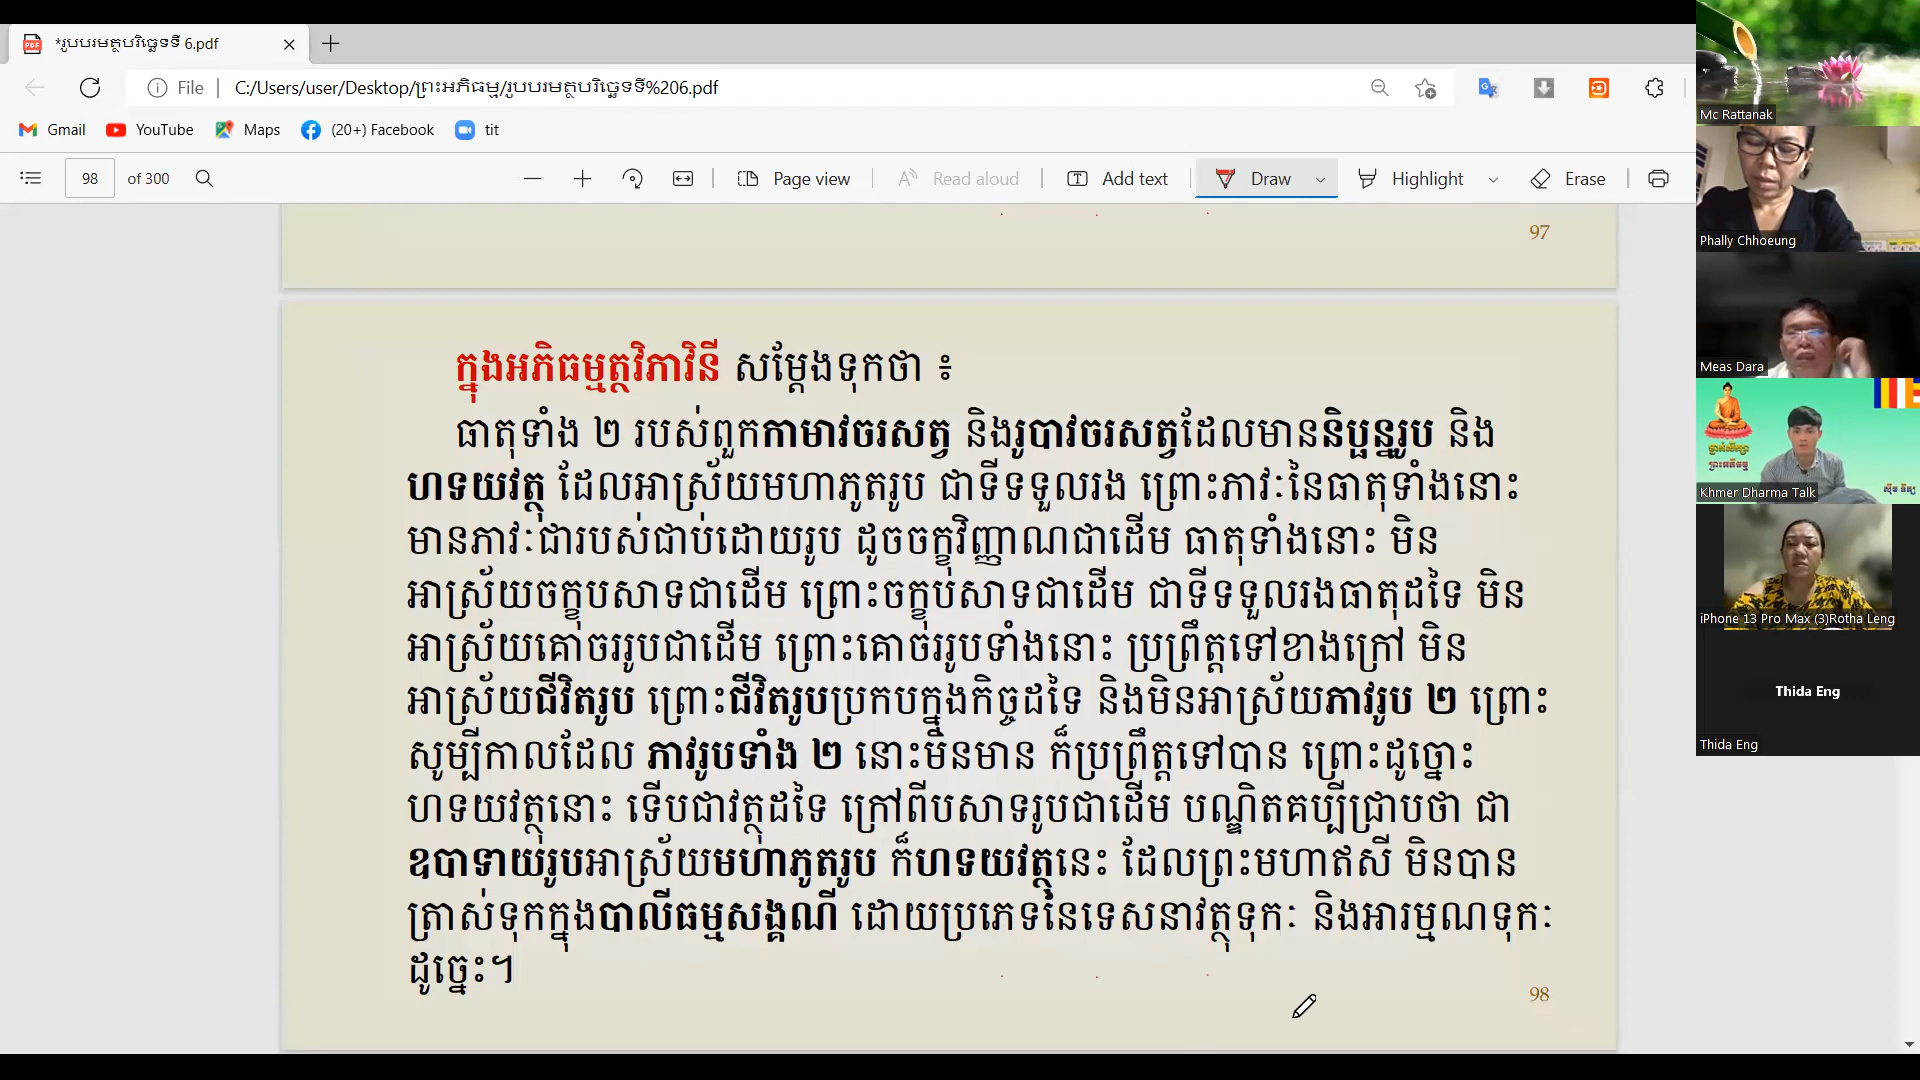 *រូបបរមត្ថបរិច្ឆេទទី 6.pdf
File
C:/Users/user/Desktop/ព្រះអភិធម្ម/រូបបរមត្ថបរិច្ឆេទទី%206.pdf
Gmail YouTube Maps (20+) Facebook tit
98 of 300 Page view Read aloud Add text Draw Highlight Erase
97
ក្នុងអភិធម្មត្ថវិភាវិនី សម្ដែងទុកថា ៖
ធាតុទាំង ២ របស់ពួកកាមាវចរសត្វ និងរូបាវចរសត្វដែលមាននិប្ផន្នរូប និង
ហទយវត្ថុ ដែលអាស្រ័យមហាភូតរូប ជាទីទទួលរង ព្រោះភាវៈនៃធាតុទាំងនោះ
មានភាវៈជារបស់ជាប់ដោយរូប ដូចចក្ខុវិញ្ញាណជាដើម ធាតុទាំងនោះ មិន
អាស្រ័យចក្ខុបសាទជាដើម ព្រោះចក្ខុបសាទជាដើម ជាទីទទួលរងធាតុដទៃ មិន
អាស្រ័យគោចររូបជាដើម ព្រោះគោចររូបទាំងនោះ ប្រព្រឹត្តទៅខាងក្រៅ មិន
អាស្រ័យជីវិតរូប ព្រោះជីវិតរូបប្រកបក្នុងកិច្ចដទៃ និងមិនអាស្រ័យភាវរូប ២ ព្រោះ
សូម្បីកាលដែល ភាវរូបទាំង ២ នោះមិនមាន ក៏ប្រព្រឹត្តទៅបាន ព្រោះដូច្នោះ
ហទយវត្ថុនោះ ទើបជាវត្ថុដទៃ ក្រៅពីបសាទរូបជាដើម បណ្ឌិតគប្បីជ្រាបថា ជា
ឧបាទាយរូបអាស្រ័យមហាភូតរូប ក៏ហទយវត្ថុនេះ ដែលព្រះមហាឥសី មិនបាន
ត្រាស់ទុកក្នុងបាលីធម្មសង្គណី ដោយប្រភេទនៃទេសនាវត្ថុទុកៈ និងអារម្មណទុកៈ
ដូច្នេះ។
98
Mc Rattanak
Phally Chhoeung
Meas Dara
ព្រះអភិធម្ម
Khmer Dharma Talk
iPhone 13 Pro Max (3)Rotha Leng
Thida Eng
Thida Eng